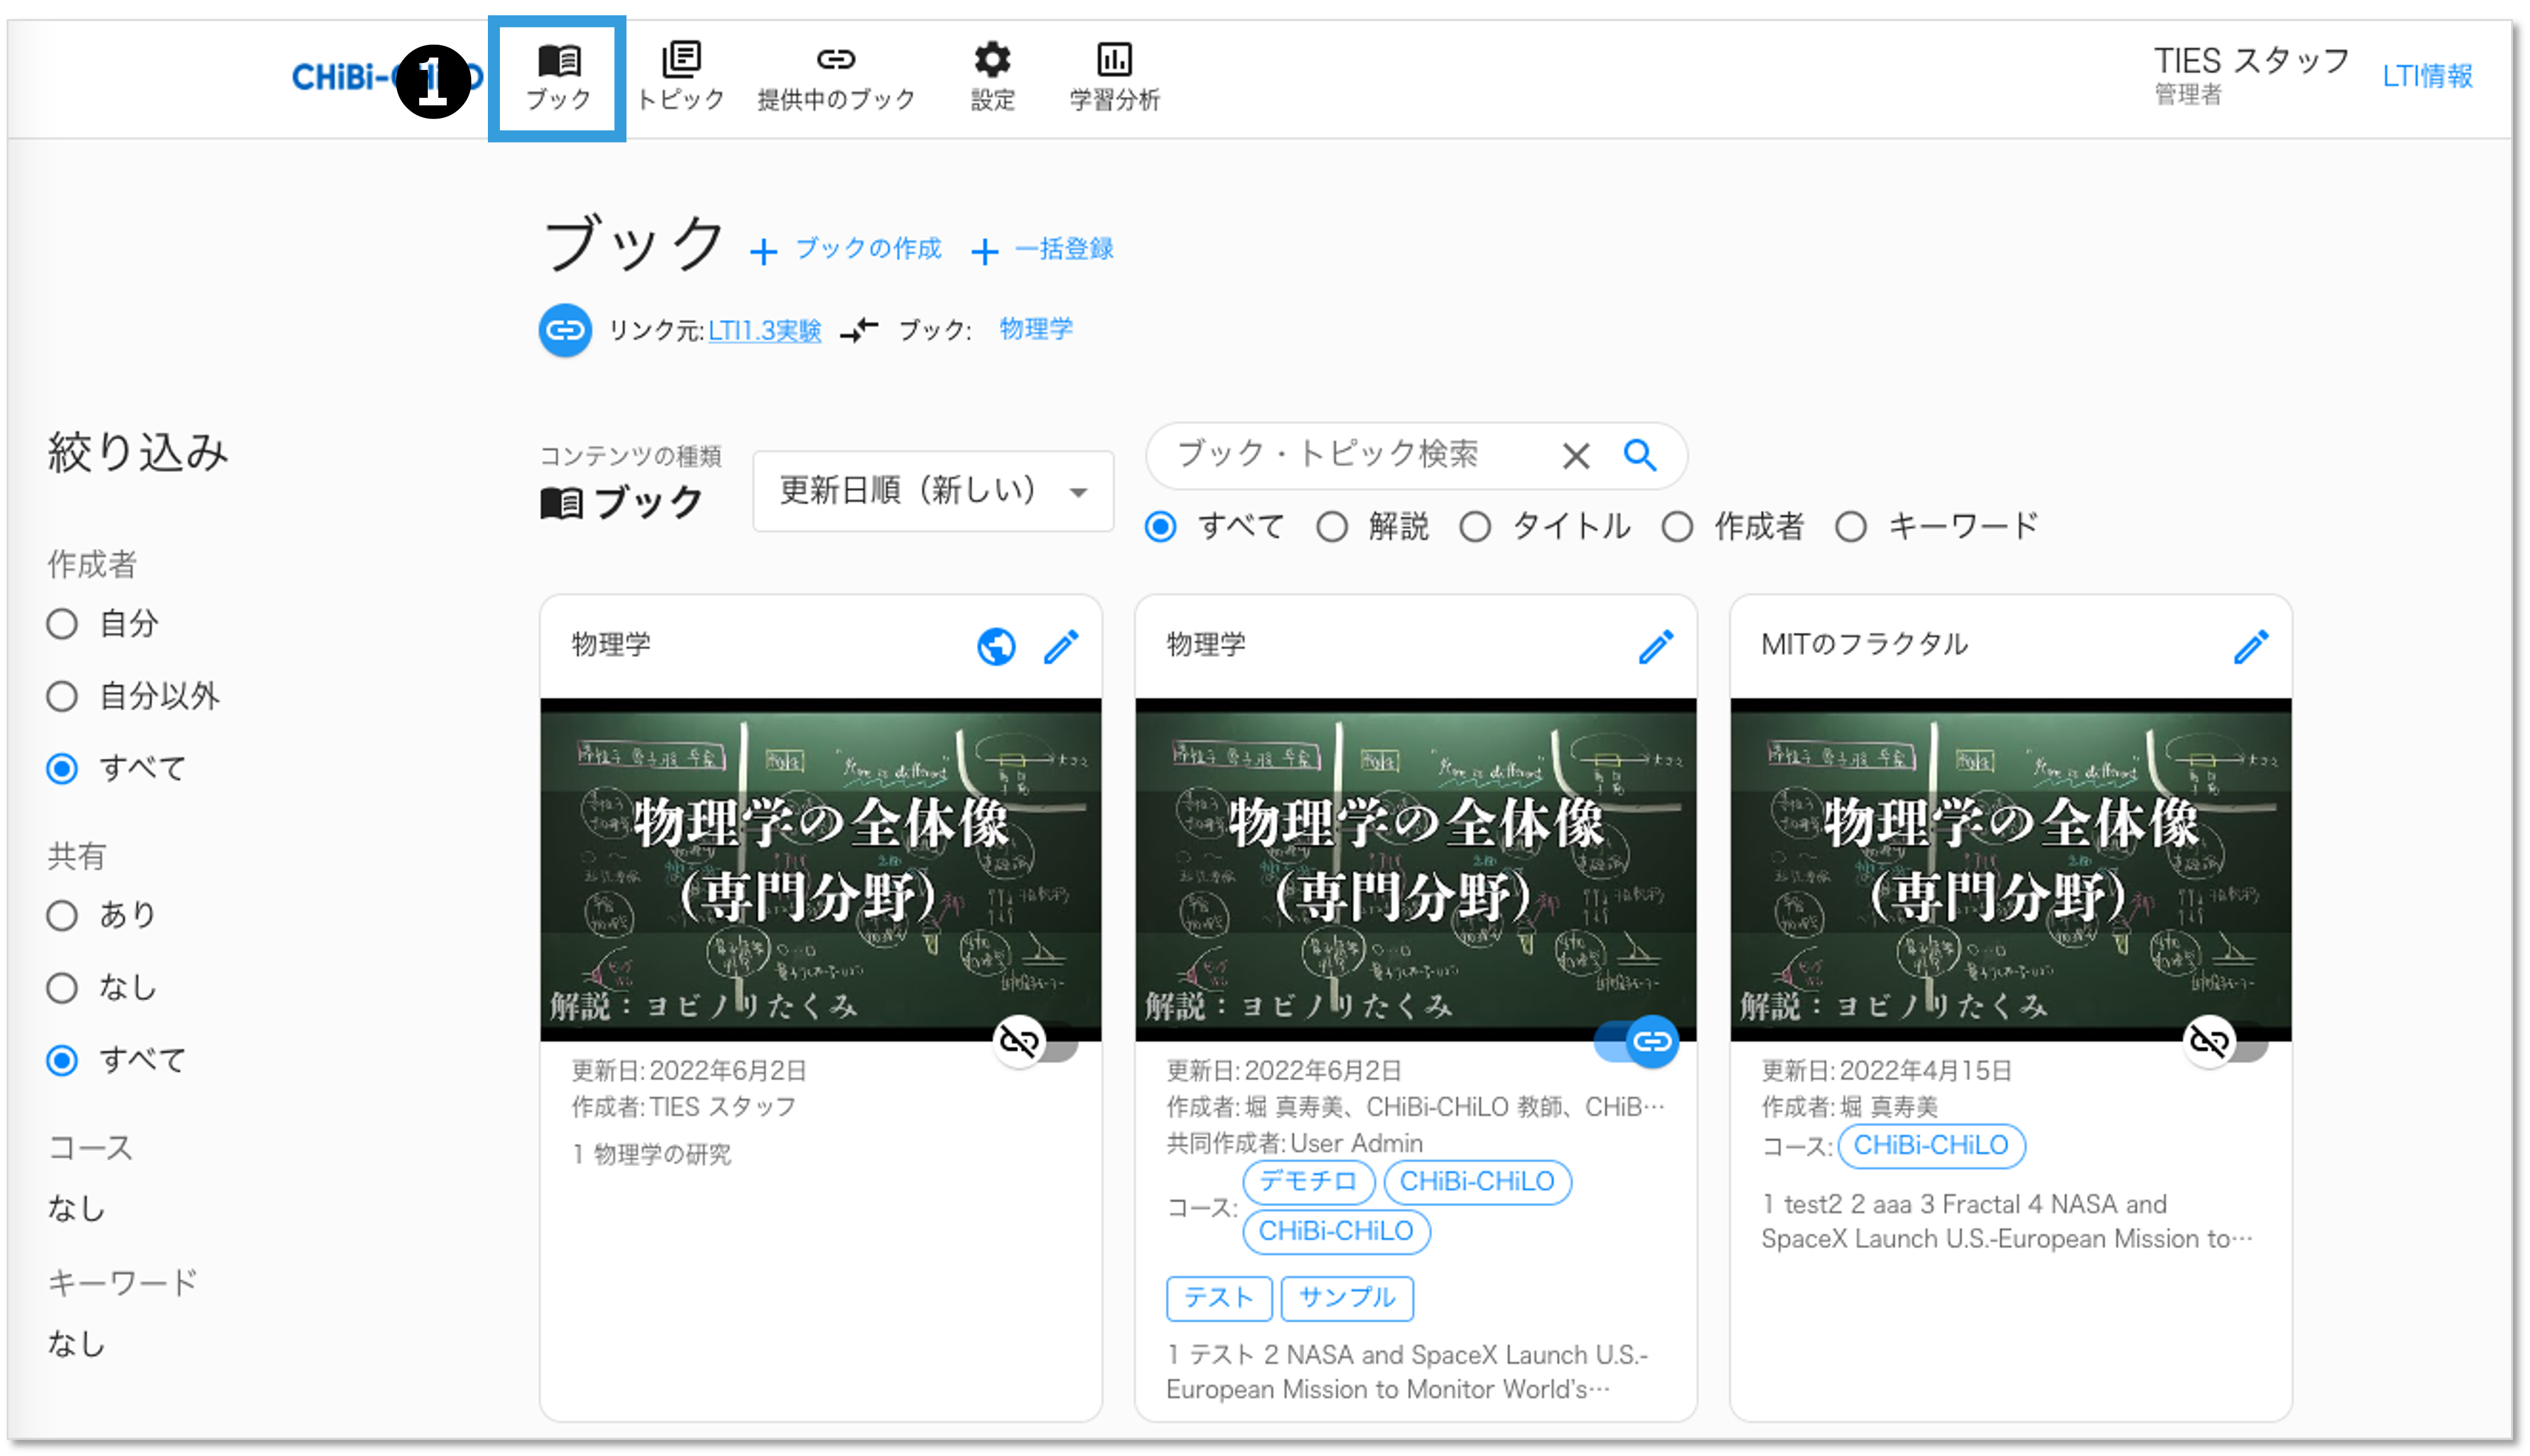 1
ブック
トピック
提供中のブック
設定
学習分析
TIES スタッフ
管理者
LTI情報
ブック
ブックの作成
一括登録
リンク元: LTI1.3実験
ブック: 物理学
絞り込み
作成者
自分
自分以外
すべて
共有
あり
なし
すべて
コース
なし
キーワード
なし
コンテンツの種類
ブック
更新日順（新しい）
ブック・トピック検索
すべて
解説
タイトル
作成者
キーワード
物理学
物理学の全体像
(専門分野)
解説：ヨビノリたくみ
更新日: 2022年6月2日
作成者: TIES スタッフ
1 物理学の研究
物理学
物理学の全体像
(専門分野)
解説：ヨビノリたくみ
更新日: 2022年6月2日
作成者: 堀 真寿美、CHiBi-CHiLO 教師、CHiB…
共同作成者: User Admin
コース: デモチロ CHiBi-CHiLO
CHiBi-CHiLO
テスト サンプル
1 テスト 2 NASA and SpaceX Launch U.S.-
European Mission to Monitor World's…
MITのフラクタル
物理学の全体像
(専門分野)
解説：ヨビノリたくみ
更新日: 2022年4月15日
作成者: 堀 真寿美
コース: CHiBi-CHiLO
1 test2 2 aaa 3 Fractal 4 NASA and
SpaceX Launch U.S.-European Mission to…